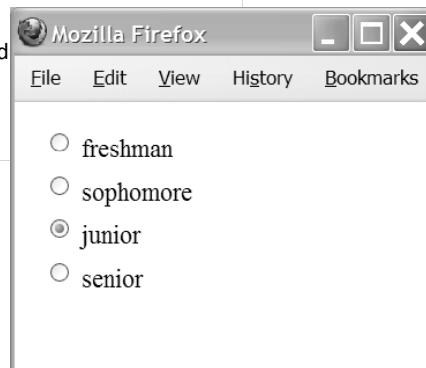 Mozilla Firefox
d
File Edit View History Bookmarks
freshman
sophomore
junior
senior